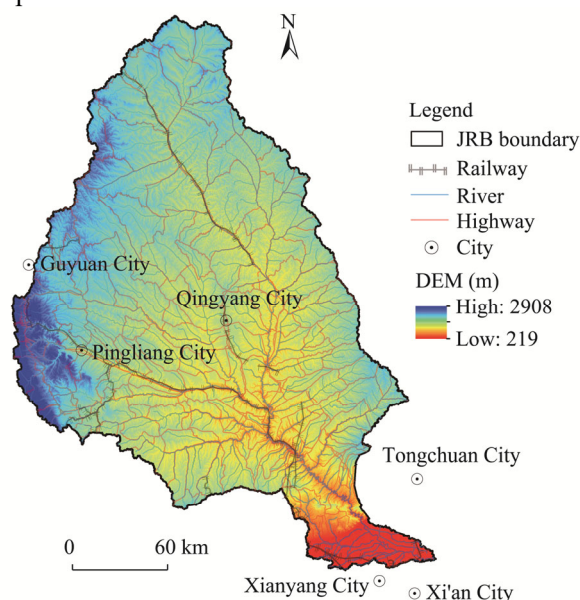 N
Legend
JRB boundary
Railway
River
Highway
City
DEM (m)
High: 2908
Low: 219
Guyuan City
Qingyang City
Pingliang City
Tongchuan City
0 60 km
Xianyang City
Xi'an City